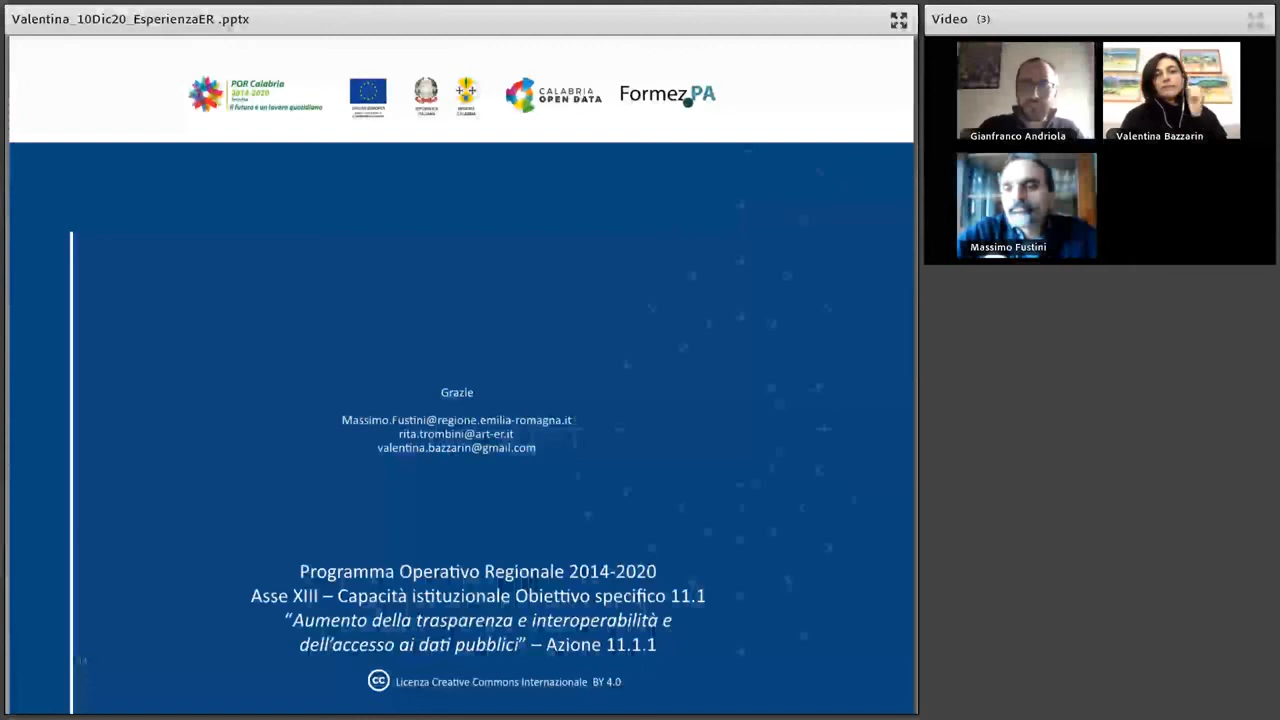 Valentina_10Dic20_EsperienzaER .pptx
Video (3)
POR Calabria
2014-2020
il futuro è un lavoro quotidiano
CALABRIA
OPEN DATA
FormezPA
Gianfranco Andriola
Valentina Bazzarin
Massimo Fustini
Grazie
Massimo.Fustini@regione.emilia-romagna.it
rita.trombini@art-er.it
valentina.bazzarin@gmail.com
Programma Operativo Regionale 2014-2020
Asse XIII – Capacità istituzionale Obiettivo specifico 11.1
“Aumento della trasparenza e interoperabilità e
dell’accesso ai dati pubblici” – Azione 11.1.1
cc Licenza Creative Commons Internazionale BY 4.0